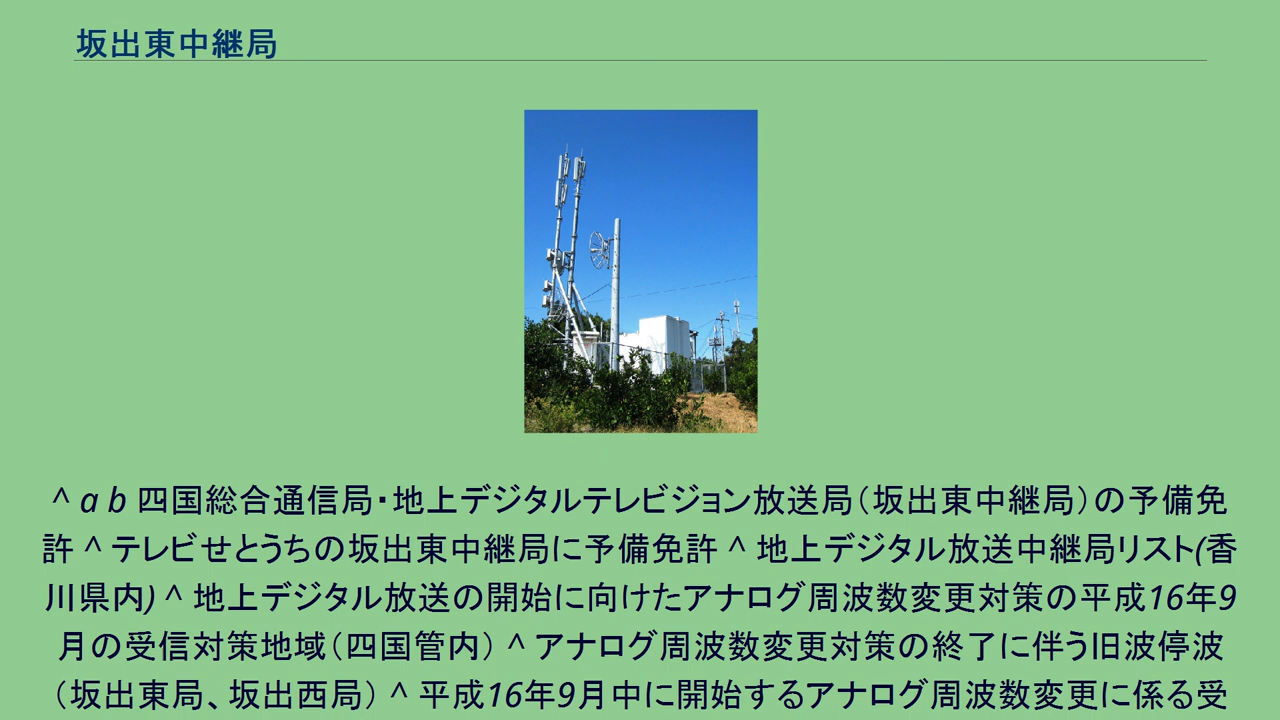 坂出東中継局
^ a b 四国総合通信局・地上デジタルテレビジョン放送局（坂出東中継局）の予備免
許 ^ テレビせとうちの坂出東中継局に予備免許 ^ 地上デジタル放送中継局リスト(香
川県内) ^ 地上デジタル放送の開始に向けたアナログ周波数変更対策の平成16年9
月の受信対策地域（四国管内） ^ アナログ周波数変更対策の終了に伴う旧波停波
（坂出東局、坂出西局） ^ 平成16年9月中に開始するアナログ周波数変更に係る受